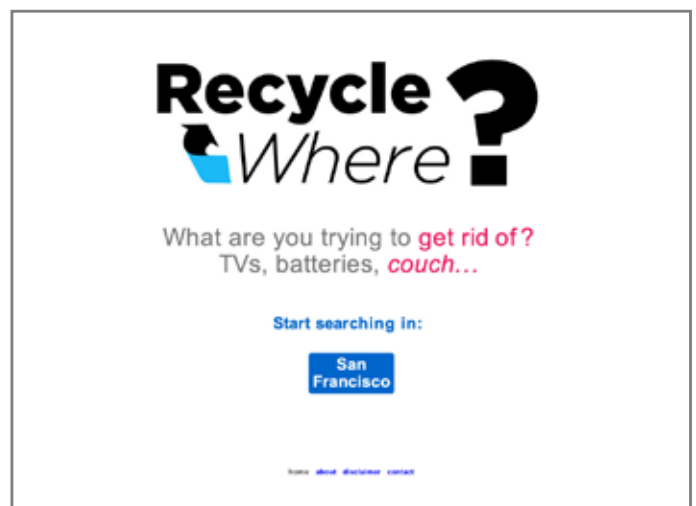 Recycle ?
Where
What are you trying to get rid of?
TVs, batteries, couch...
Start searching in:
San
Francisco
home about disclaimer contact